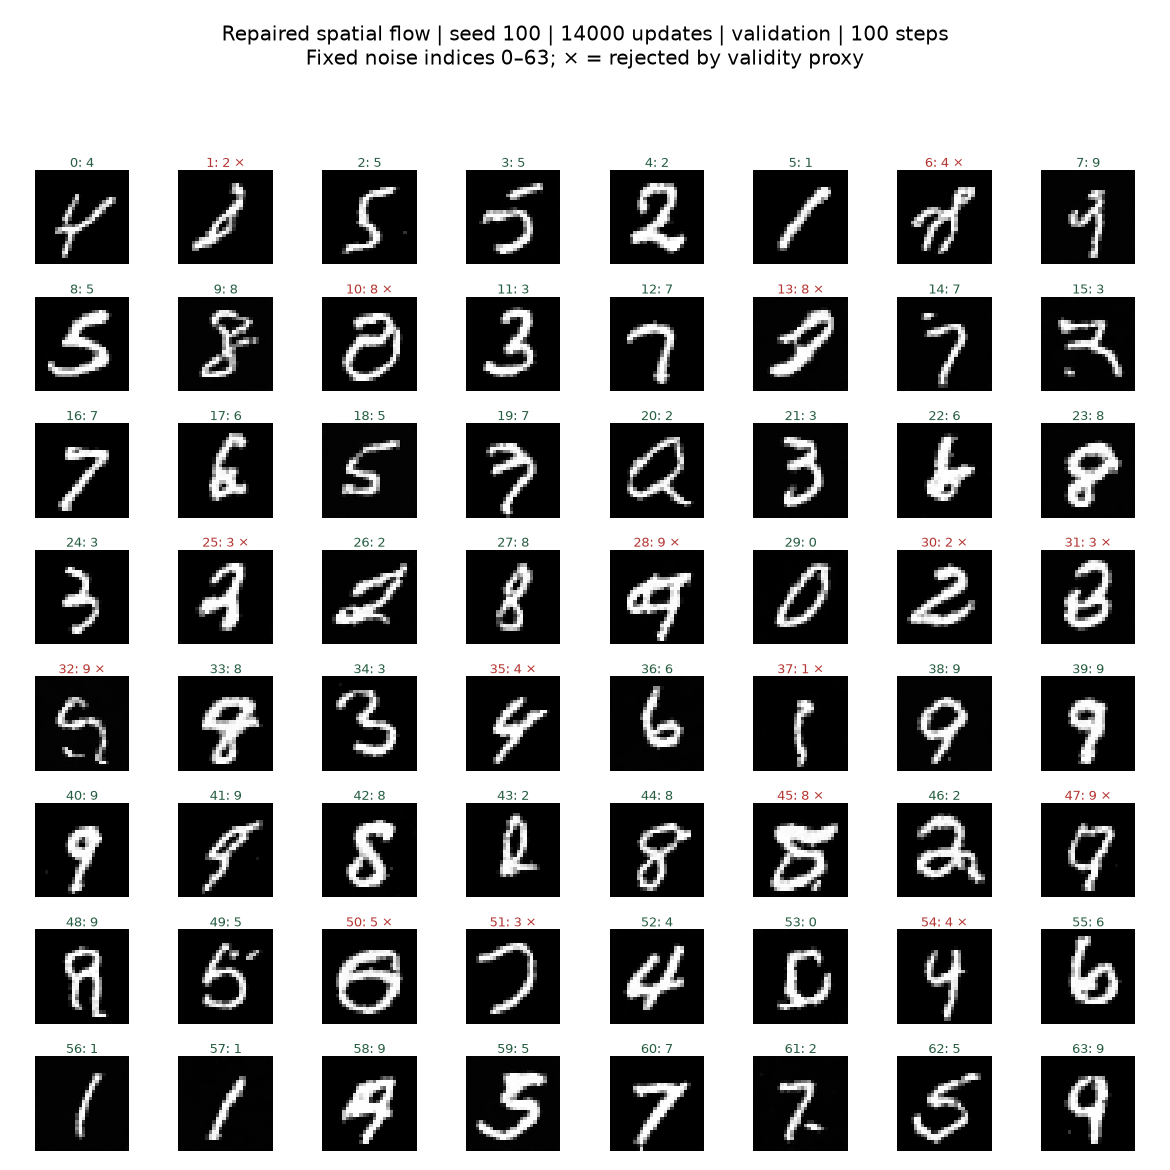 Repaired spatial flow | seed 100 | 14000 updates | validation | 100 steps
Fixed noise indices 0–63; × = rejected by validity proxy
0: 4 1: 2 × 2: 5 3: 5 4: 2 5: 1 6: 4 × 7: 9
8: 5 9: 8 10: 8 × 11: 3 12: 7 13: 8 × 14: 7 15: 3
16: 7 17: 6 18: 5 19: 7 20: 2 21: 3 22: 6 23: 8
24: 3 25: 3 × 26: 2 27: 8 28: 9 × 29: 0 30: 2 × 31: 3 ×
32: 9 × 33: 8 34: 3 35: 4 × 36: 6 37: 1 × 38: 9 39: 9
40: 9 41: 9 42: 8 43: 2 44: 8 45: 8 × 46: 2 47: 9 ×
48: 9 49: 5 50: 5 × 51: 3 × 52: 4 53: 0 54: 4 × 55: 6
56: 1 57: 1 58: 9 59: 5 60: 7 61: 2 62: 5 63: 9